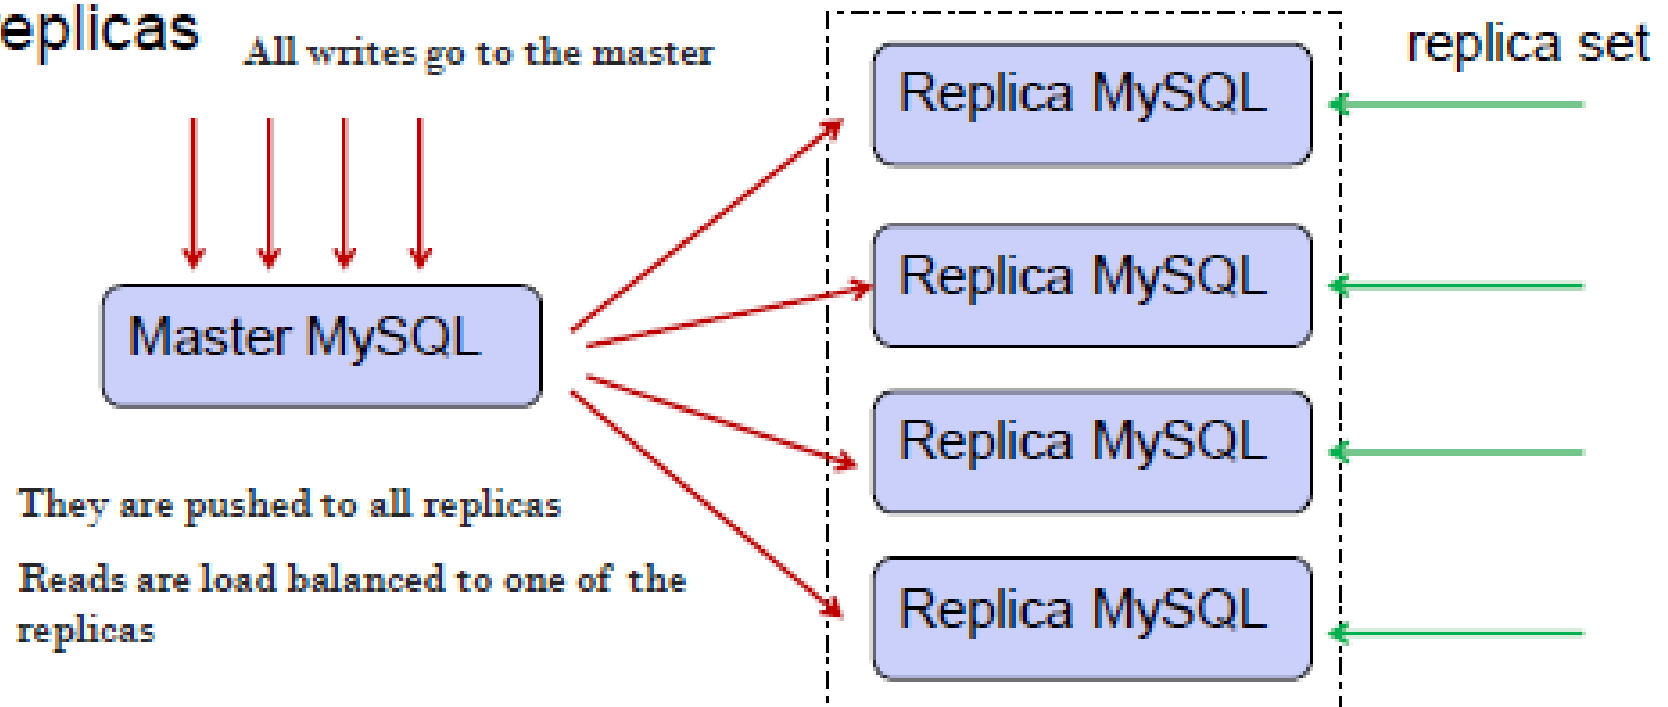 eplicas
All writes go to the master
replica set
Replica MySQL
Replica MySQL
Master MySQL
Replica MySQL
They are pushed to all replicas
Reads are load balanced to one of the
replicas
Replica MySQL